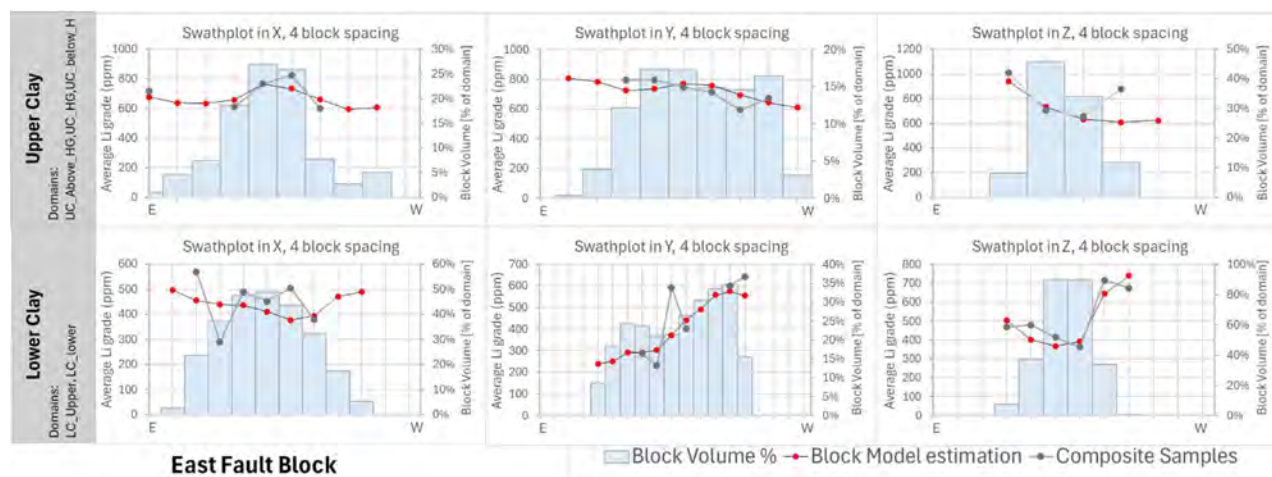 Upper Clay
Domains:
UC_Above_HG,UC_HG,UC_below_H
Swathplot in X, 4 block spacing
Average Li grade (ppm)
1000
800
600
400
200
0
30%
25%
20%
15%
10%
5%
0%
Block Volume [% of domain]
E
W
Swathplot in Y, 4 block spacing
Average Li grade (ppm)
1000
800
600
400
200
0
20%
15%
10%
5%
0%
Block Volume [% of domain]
E
W
Swathplot in Z, 4 block spacing
Average Li grade (ppm)
1200
1000
800
600
400
200
0
50%
40%
30%
20%
10%
0%
Block Volume [% of domain]
E
W
Lower Clay
Domains:
LC_Upper, LC_lower
Swathplot in X, 4 block spacing
Average Li grade (ppm)
600
500
400
300
200
100
0
60%
50%
40%
30%
20%
10%
0%
Block Volume [% of domain]
E
W
Swathplot in Y, 4 block spacing
Average Li grade (ppm)
700
600
500
400
300
200
100
0
40%
35%
30%
25%
20%
15%
10%
5%
0%
Block Volume [% of domain]
E
W
Swathplot in Z, 4 block spacing
Average Li grade (ppm)
800
700
600
500
400
300
200
100
0
100%
80%
60%
40%
20%
0%
Block Volume [% of domain]
E
W
East Fault Block
Block Volume % Block Model estimation Composite Samples